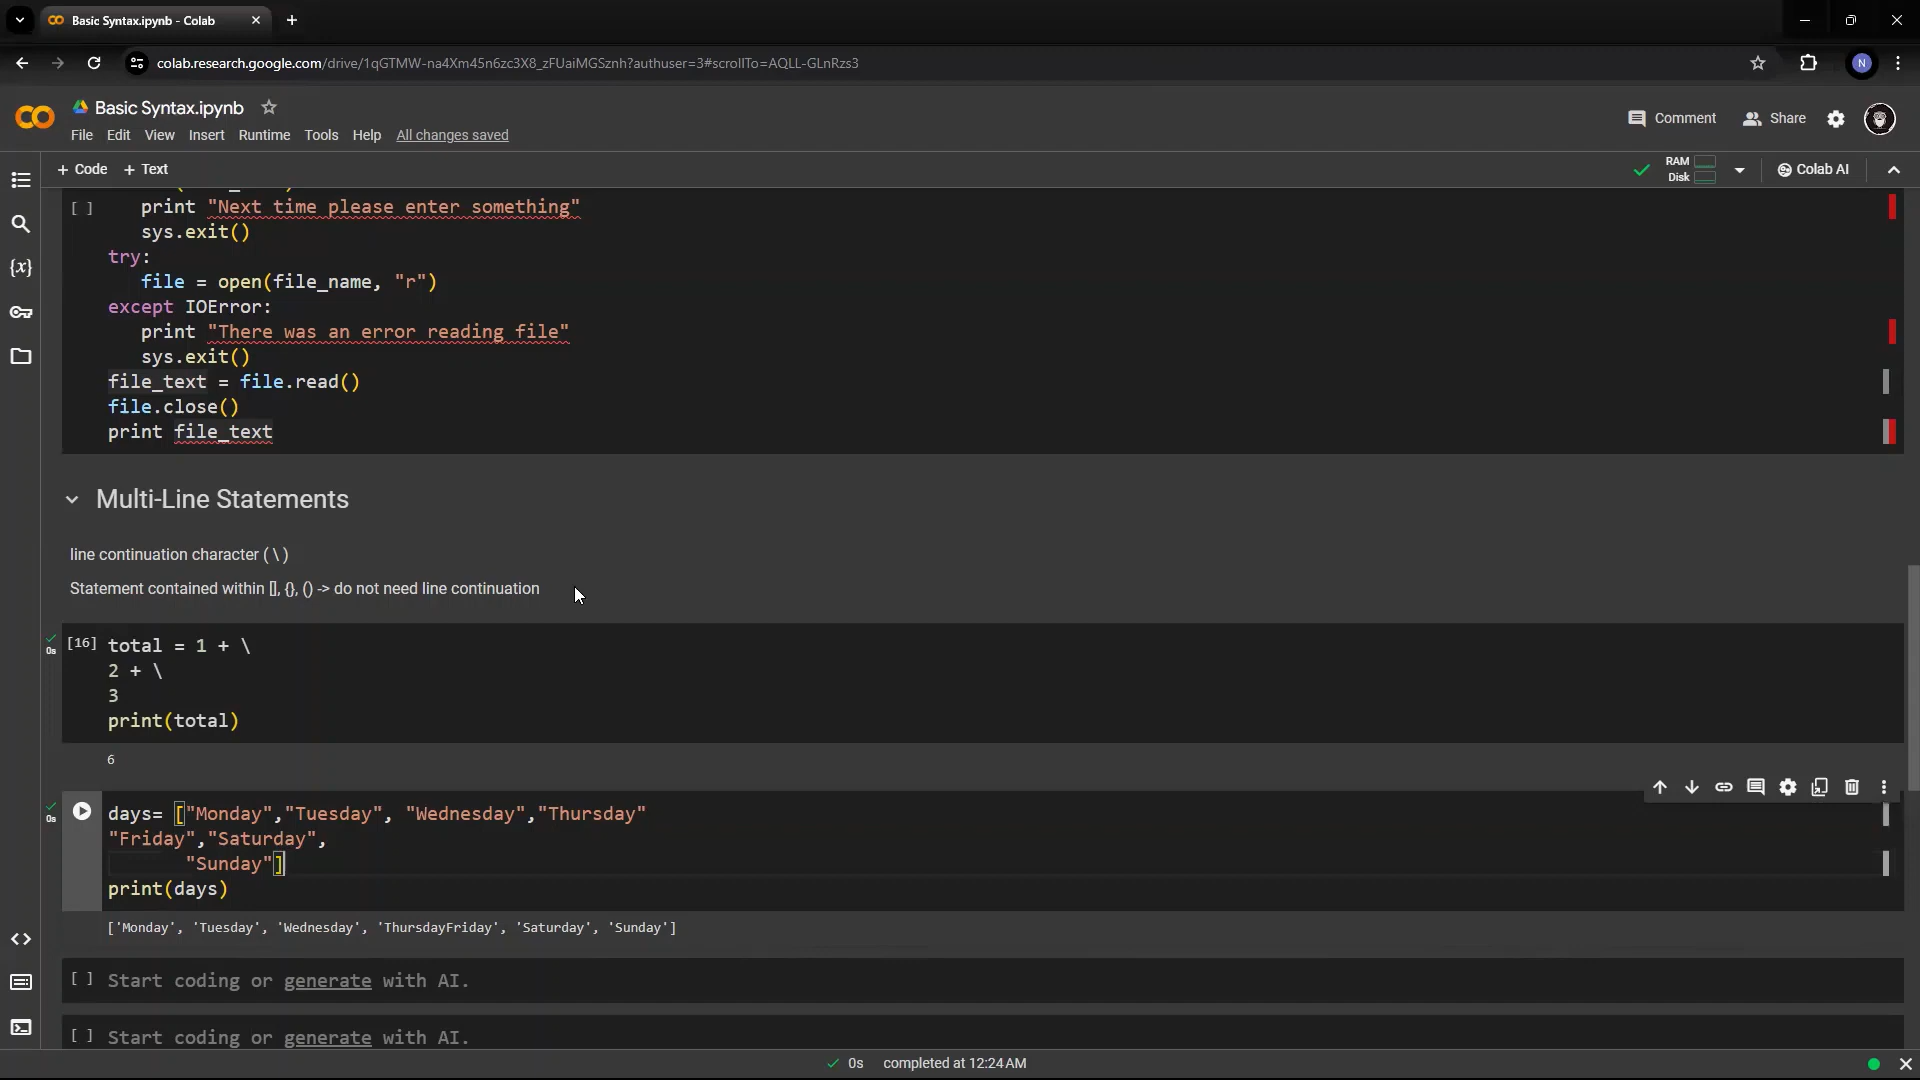 Basic Syntax.ipynb - Colab
colab.research.google.com/drive/1qGTMW-na4Xm45n6zc3X8_zFUaiMGSznh?authuser=3#scrollTo=AQLL-GLnRzs3
N
Basic Syntax.ipynb
File Edit View Insert Runtime Tools Help All changes saved
Comment Share
+ Code + Text
RAM
Disk
Colab AI
[ ] print "Next time please enter something"
sys.exit()
try:
file = open(file_name, "r")
except IOError:
print "There was an error reading file"
sys.exit()
file_text = file.read()
file.close()
print file_text
Multi-Line Statements
line continuation character ( \ )
Statement contained within [], {}, () -> do not need line continuation
[16] total = 1 + \
0s
2 + \
3
print(total)
6
days= ["Monday","Tuesday", "Wednesday","Thursday"
0s
"Friday","Saturday",
"Sunday"]
print(days)
['Monday', 'Tuesday', 'Wednesday', 'ThursdayFriday', 'Saturday', 'Sunday']
[ ] Start coding or generate with AI.
[ ] Start coding or generate with AI.
0s completed at 12:24 AM